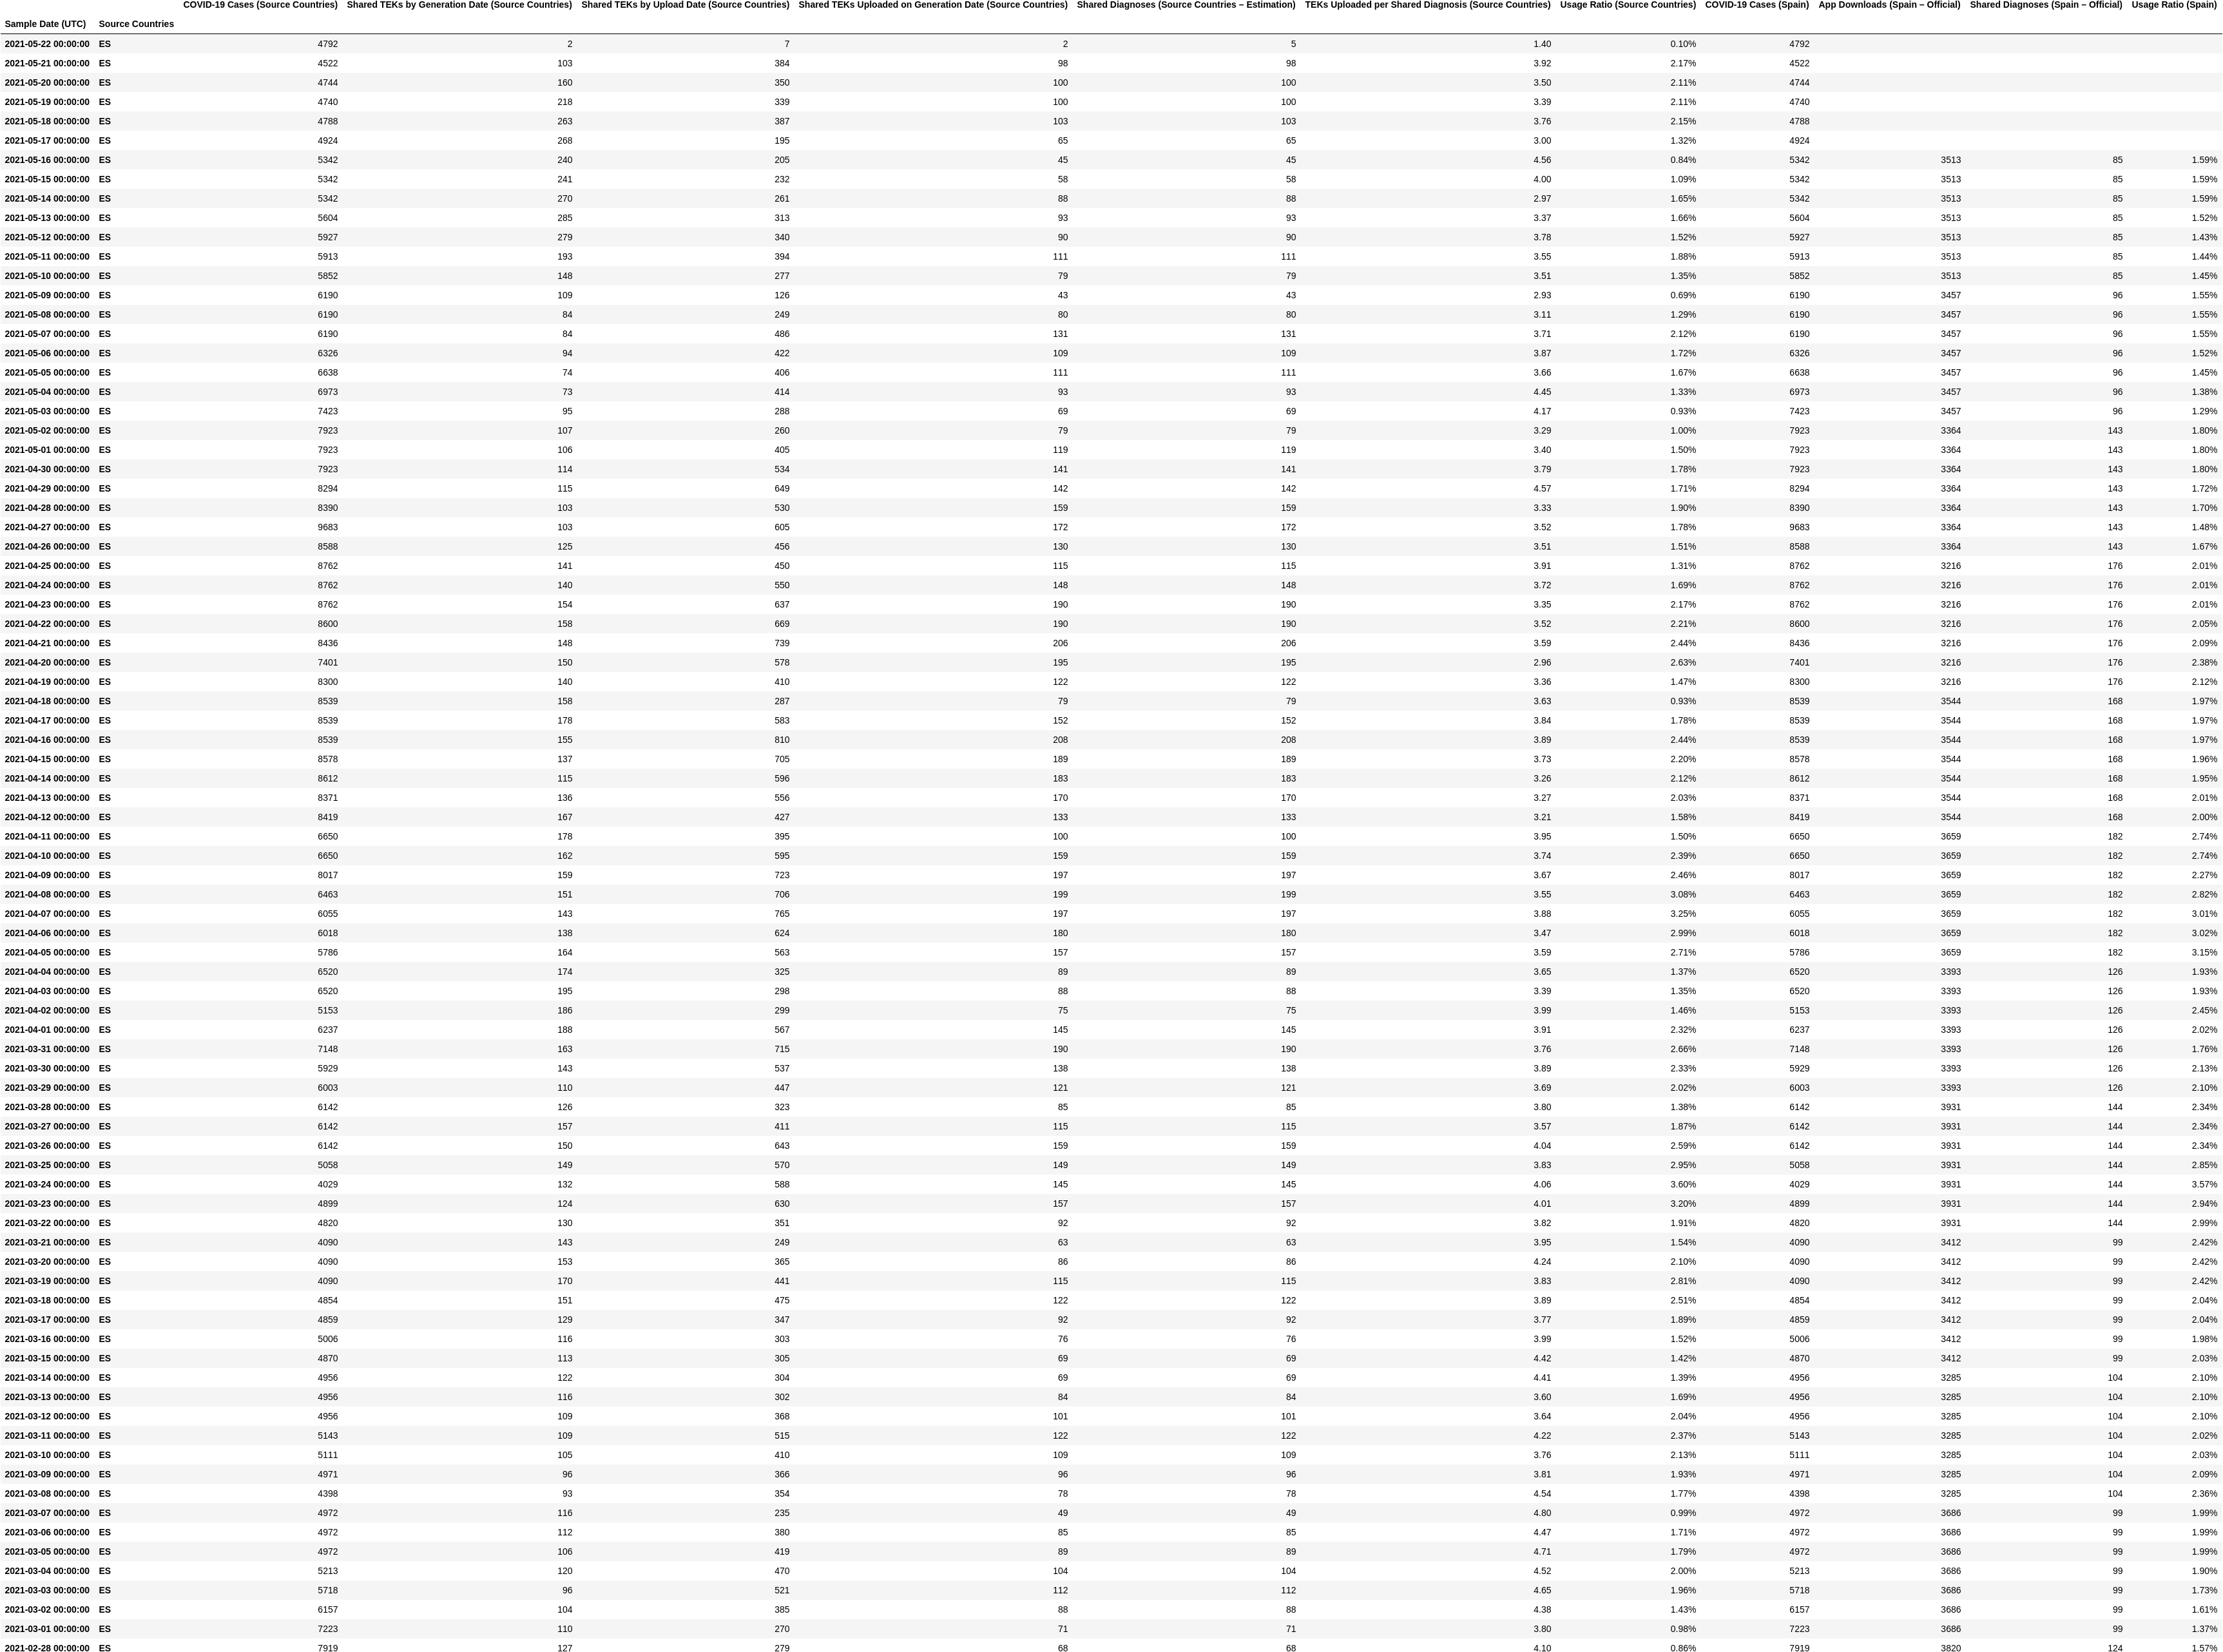 COVID-19 Cases (Source Countries) Shared TEKs by Generation Date (Source Countries) Shared TEKs by Upload Date (Source Countries) Shared TEKs Uploaded on Generation Date (Source Countries) Shared Diagnoses (Source Countries – Estimation) TEKs Uploaded per Shared Diagnosis (Source Countries) Usage Ratio (Source Countries) COVID-19 Cases (Spain) App Downloads (Spain – Official) Shared Diagnoses (Spain – Official) Usage Ratio (Spain)
Sample Date (UTC) Source Countries
2021-05-22 00:00:00 ES 4792 2 7 2 5 1.40 0.10% 4792
2021-05-21 00:00:00 ES 4522 103 384 98 98 3.92 2.17% 4522
2021-05-20 00:00:00 ES 4744 160 350 100 100 3.50 2.11% 4744
2021-05-19 00:00:00 ES 4740 218 339 100 100 3.39 2.11% 4740
2021-05-18 00:00:00 ES 4788 263 387 103 103 3.76 2.15% 4788
2021-05-17 00:00:00 ES 4924 268 195 65 65 3.00 1.32% 4924
2021-05-16 00:00:00 ES 5342 240 205 45 45 4.56 0.84% 5342 3513 85 1.59%
2021-05-15 00:00:00 ES 5342 241 232 58 58 4.00 1.09% 5342 3513 85 1.59%
2021-05-14 00:00:00 ES 5342 270 261 88 88 2.97 1.65% 5342 3513 85 1.59%
2021-05-13 00:00:00 ES 5604 285 313 93 93 3.37 1.66% 5604 3513 85 1.52%
2021-05-12 00:00:00 ES 5927 279 340 90 90 3.78 1.52% 5927 3513 85 1.43%
2021-05-11 00:00:00 ES 5913 193 394 111 111 3.55 1.88% 5913 3513 85 1.44%
2021-05-10 00:00:00 ES 5852 148 277 79 79 3.51 1.35% 5852 3513 85 1.45%
2021-05-09 00:00:00 ES 6190 109 126 43 43 2.93 0.69% 6190 3457 96 1.55%
2021-05-08 00:00:00 ES 6190 84 249 80 80 3.11 1.29% 6190 3457 96 1.55%
2021-05-07 00:00:00 ES 6190 84 486 131 131 3.71 2.12% 6190 3457 96 1.55%
2021-05-06 00:00:00 ES 6326 94 422 109 109 3.87 1.72% 6326 3457 96 1.52%
2021-05-05 00:00:00 ES 6638 74 406 111 111 3.66 1.67% 6638 3457 96 1.45%
2021-05-04 00:00:00 ES 6973 73 414 93 93 4.45 1.33% 6973 3457 96 1.38%
2021-05-03 00:00:00 ES 7423 95 288 69 69 4.17 0.93% 7423 3457 96 1.29%
2021-05-02 00:00:00 ES 7923 107 260 79 79 3.29 1.00% 7923 3364 143 1.80%
2021-05-01 00:00:00 ES 7923 106 405 119 119 3.40 1.50% 7923 3364 143 1.80%
2021-04-30 00:00:00 ES 7923 114 534 141 141 3.79 1.78% 7923 3364 143 1.80%
2021-04-29 00:00:00 ES 8294 115 649 142 142 4.57 1.71% 8294 3364 143 1.72%
2021-04-28 00:00:00 ES 8390 103 530 159 159 3.33 1.90% 8390 3364 143 1.70%
2021-04-27 00:00:00 ES 9683 103 605 172 172 3.52 1.78% 9683 3364 143 1.48%
2021-04-26 00:00:00 ES 8588 125 456 130 130 3.51 1.51% 8588 3364 143 1.67%
2021-04-25 00:00:00 ES 8762 141 450 115 115 3.91 1.31% 8762 3216 176 2.01%
2021-04-24 00:00:00 ES 8762 140 550 148 148 3.72 1.69% 8762 3216 176 2.01%
2021-04-23 00:00:00 ES 8762 154 637 190 190 3.35 2.17% 8762 3216 176 2.01%
2021-04-22 00:00:00 ES 8600 158 669 190 190 3.52 2.21% 8600 3216 176 2.05%
2021-04-21 00:00:00 ES 8436 148 739 206 206 3.59 2.44% 8436 3216 176 2.09%
2021-04-20 00:00:00 ES 7401 150 578 195 195 2.96 2.63% 7401 3216 176 2.38%
2021-04-19 00:00:00 ES 8300 140 410 122 122 3.36 1.47% 8300 3216 176 2.12%
2021-04-18 00:00:00 ES 8539 158 287 79 79 3.63 0.93% 8539 3544 168 1.97%
2021-04-17 00:00:00 ES 8539 178 583 152 152 3.84 1.78% 8539 3544 168 1.97%
2021-04-16 00:00:00 ES 8539 155 810 208 208 3.89 2.44% 8539 3544 168 1.97%
2021-04-15 00:00:00 ES 8578 137 705 189 189 3.73 2.20% 8578 3544 168 1.96%
2021-04-14 00:00:00 ES 8612 115 596 183 183 3.26 2.12% 8612 3544 168 1.95%
2021-04-13 00:00:00 ES 8371 136 556 170 170 3.27 2.03% 8371 3544 168 2.01%
2021-04-12 00:00:00 ES 8419 167 427 133 133 3.21 1.58% 8419 3544 168 2.00%
2021-04-11 00:00:00 ES 6650 178 395 100 100 3.95 1.50% 6650 3659 182 2.74%
2021-04-10 00:00:00 ES 6650 162 595 159 159 3.74 2.39% 6650 3659 182 2.74%
2021-04-09 00:00:00 ES 8017 159 723 197 197 3.67 2.46% 8017 3659 182 2.27%
2021-04-08 00:00:00 ES 6463 151 706 199 199 3.55 3.08% 6463 3659 182 2.82%
2021-04-07 00:00:00 ES 6055 143 765 197 197 3.88 3.25% 6055 3659 182 3.01%
2021-04-06 00:00:00 ES 6018 138 624 180 180 3.47 2.99% 6018 3659 182 3.02%
2021-04-05 00:00:00 ES 5786 164 563 157 157 3.59 2.71% 5786 3659 182 3.15%
2021-04-04 00:00:00 ES 6520 174 325 89 89 3.65 1.37% 6520 3393 126 1.93%
2021-04-03 00:00:00 ES 6520 195 298 88 88 3.39 1.35% 6520 3393 126 1.93%
2021-04-02 00:00:00 ES 5153 186 299 75 75 3.99 1.46% 5153 3393 126 2.45%
2021-04-01 00:00:00 ES 6237 188 567 145 145 3.91 2.32% 6237 3393 126 2.02%
2021-03-31 00:00:00 ES 7148 163 715 190 190 3.76 2.66% 7148 3393 126 1.76%
2021-03-30 00:00:00 ES 5929 143 537 138 138 3.89 2.33% 5929 3393 126 2.13%
2021-03-29 00:00:00 ES 6003 110 447 121 121 3.69 2.02% 6003 3393 126 2.10%
2021-03-28 00:00:00 ES 6142 126 323 85 85 3.80 1.38% 6142 3931 144 2.34%
2021-03-27 00:00:00 ES 6142 157 411 115 115 3.57 1.87% 6142 3931 144 2.34%
2021-03-26 00:00:00 ES 6142 150 643 159 159 4.04 2.59% 6142 3931 144 2.34%
2021-03-25 00:00:00 ES 5058 149 570 149 149 3.83 2.95% 5058 3931 144 2.85%
2021-03-24 00:00:00 ES 4029 132 588 145 145 4.06 3.60% 4029 3931 144 3.57%
2021-03-23 00:00:00 ES 4899 124 630 157 157 4.01 3.20% 4899 3931 144 2.94%
2021-03-22 00:00:00 ES 4820 130 351 92 92 3.82 1.91% 4820 3931 144 2.99%
2021-03-21 00:00:00 ES 4090 143 249 63 63 3.95 1.54% 4090 3412 99 2.42%
2021-03-20 00:00:00 ES 4090 153 365 86 86 4.24 2.10% 4090 3412 99 2.42%
2021-03-19 00:00:00 ES 4090 170 441 115 115 3.83 2.81% 4090 3412 99 2.42%
2021-03-18 00:00:00 ES 4854 151 475 122 122 3.89 2.51% 4854 3412 99 2.04%
2021-03-17 00:00:00 ES 4859 129 347 92 92 3.77 1.89% 4859 3412 99 2.04%
2021-03-16 00:00:00 ES 5006 116 303 76 76 3.99 1.52% 5006 3412 99 1.98%
2021-03-15 00:00:00 ES 4870 113 305 69 69 4.42 1.42% 4870 3412 99 2.03%
2021-03-14 00:00:00 ES 4956 122 304 69 69 4.41 1.39% 4956 3285 104 2.10%
2021-03-13 00:00:00 ES 4956 116 302 84 84 3.60 1.69% 4956 3285 104 2.10%
2021-03-12 00:00:00 ES 4956 109 368 101 101 3.64 2.04% 4956 3285 104 2.10%
2021-03-11 00:00:00 ES 5143 109 515 122 122 4.22 2.37% 5143 3285 104 2.02%
2021-03-10 00:00:00 ES 5111 105 410 109 109 3.76 2.13% 5111 3285 104 2.03%
2021-03-09 00:00:00 ES 4971 96 366 96 96 3.81 1.93% 4971 3285 104 2.09%
2021-03-08 00:00:00 ES 4398 93 354 78 78 4.54 1.77% 4398 3285 104 2.36%
2021-03-07 00:00:00 ES 4972 116 235 49 49 4.80 0.99% 4972 3686 99 1.99%
2021-03-06 00:00:00 ES 4972 112 380 85 85 4.47 1.71% 4972 3686 99 1.99%
2021-03-05 00:00:00 ES 4972 106 419 89 89 4.71 1.79% 4972 3686 99 1.99%
2021-03-04 00:00:00 ES 5213 120 470 104 104 4.52 2.00% 5213 3686 99 1.90%
2021-03-03 00:00:00 ES 5718 96 521 112 112 4.65 1.96% 5718 3686 99 1.73%
2021-03-02 00:00:00 ES 6157 104 385 88 88 4.38 1.43% 6157 3686 99 1.61%
2021-03-01 00:00:00 ES 7223 110 270 71 71 3.80 0.98% 7223 3686 99 1.37%
2021-02-28 00:00:00 ES 7919 127 279 68 68 4.10 0.86% 7919 3820 124 1.57%